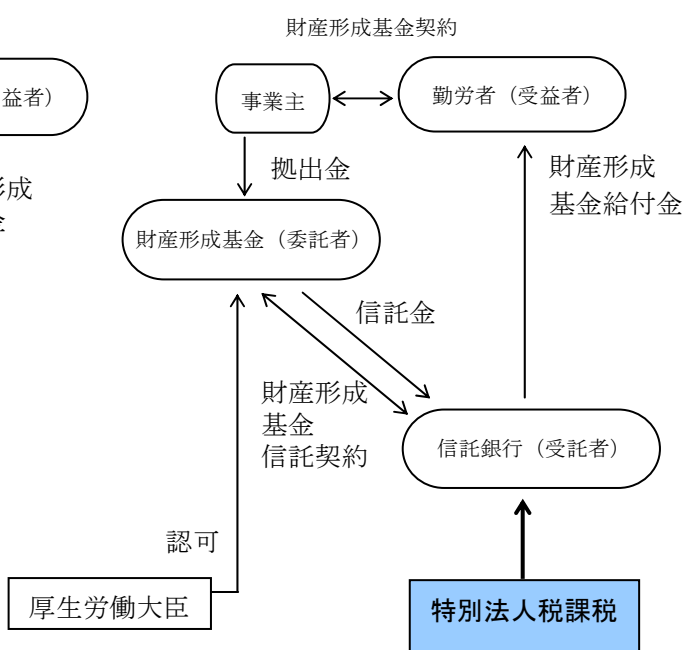 財産形成基金契約
益者）
事業主
勤労者（受益者）
拠出金
形成
金
財産形成
基金給付金
財産形成基金（委託者）
信託金
財産形成
基金
信託契約
信託銀行（受託者）
認可
厚生労働大臣
特別法人税課税